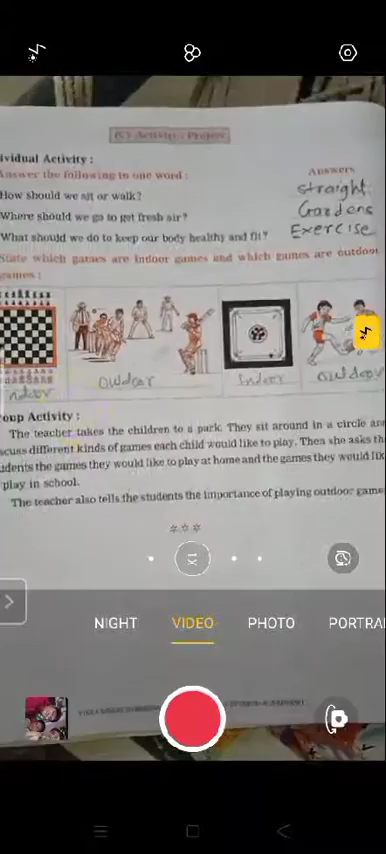 (C) Activity : Project
ividual Activity :
Answer the following in one word :
Answers
How should we sit or walk?
straight
Where should we go to get fresh air?
Gardens
What should we do to keep our body healthy and fit?
Exercise
State which games are indoor games and which games are outdoor
games :
ndoor
outdoor
Indoor
outdoor
oup Activity :
The teacher takes the children to a park. They sit around in a circle an
scuss different kinds of games each child would like to play. Then she asks th
udents the games they would like to play at home and the games they would lik
play in school.
The teacher also tells the students the importance of playing outdoor game
***
1X
NIGHT
VIDEO
PHOTO
PORTRAI